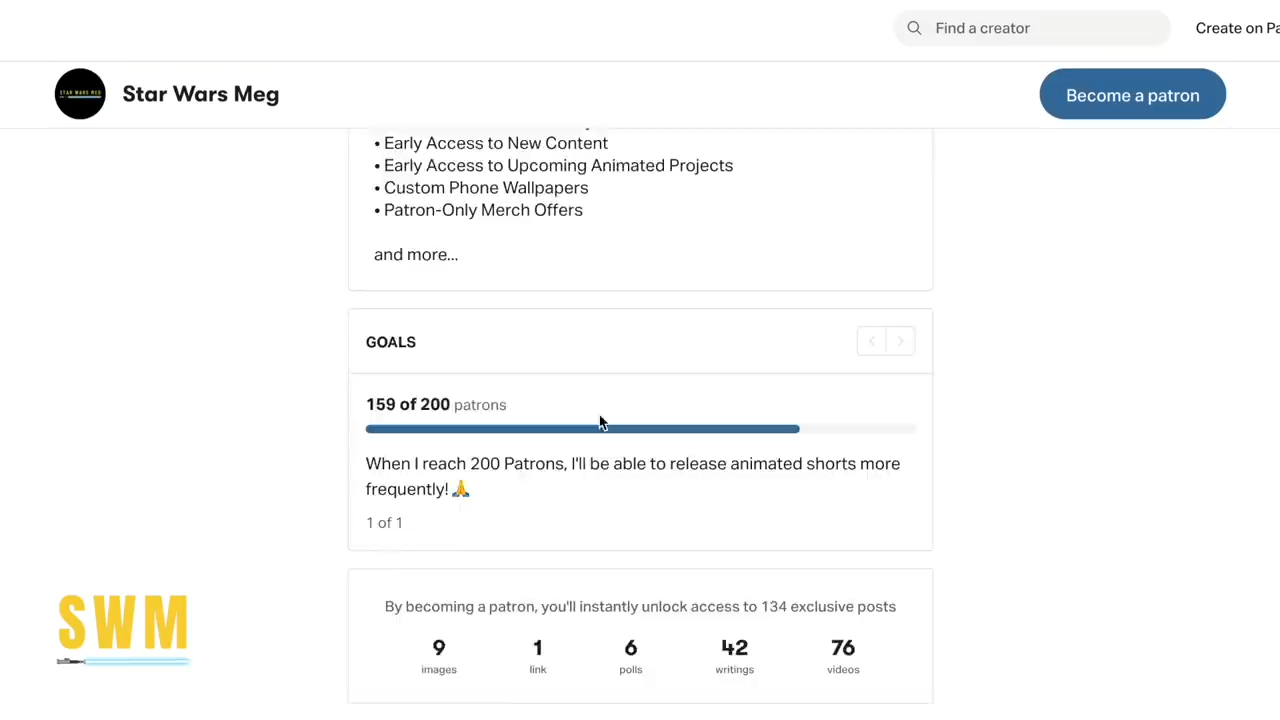 Find a creator
Create on Pa
STAR WARS MEG
Star Wars Meg
Become a patron
• Early Access to New Content
• Early Access to Upcoming Animated Projects
• Custom Phone Wallpapers
• Patron-Only Merch Offers
and more...
GOALS
159 of 200 patrons
When I reach 200 Patrons, I'll be able to release animated shorts more
frequently! 🙏
1 of 1
By becoming a patron, you'll instantly unlock access to 134 exclusive posts
9 1 6 42 76
images link polls writings videos
SWM